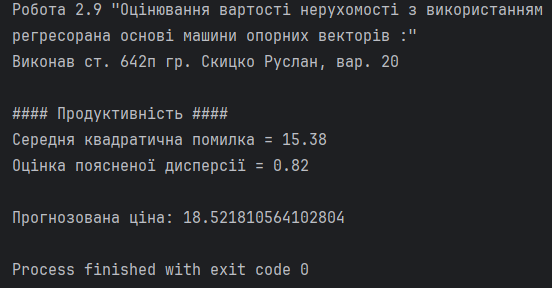 Робота 2.9 "Оцінювання вартості нерухомості з використанням
регресорана основі машини опорних векторів :"
Виконав ст. 642п гр. Скицко Руслан, вар. 20
#### Продуктивність ####
Середня квадратична помилка = 15.38
Оцінка поясненої дисперсії = 0.82
Прогнозована ціна: 18.521810564102804
Process finished with exit code 0